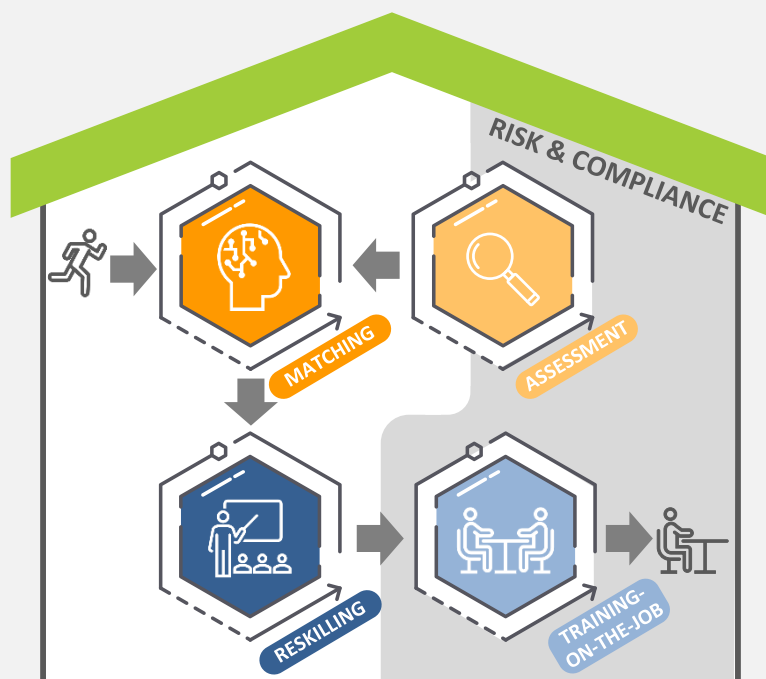 RISK & COMPLIANCE
MATCHING
ASSESSMENT
RESKILLING
TRAINING-
ON-THE-JOB